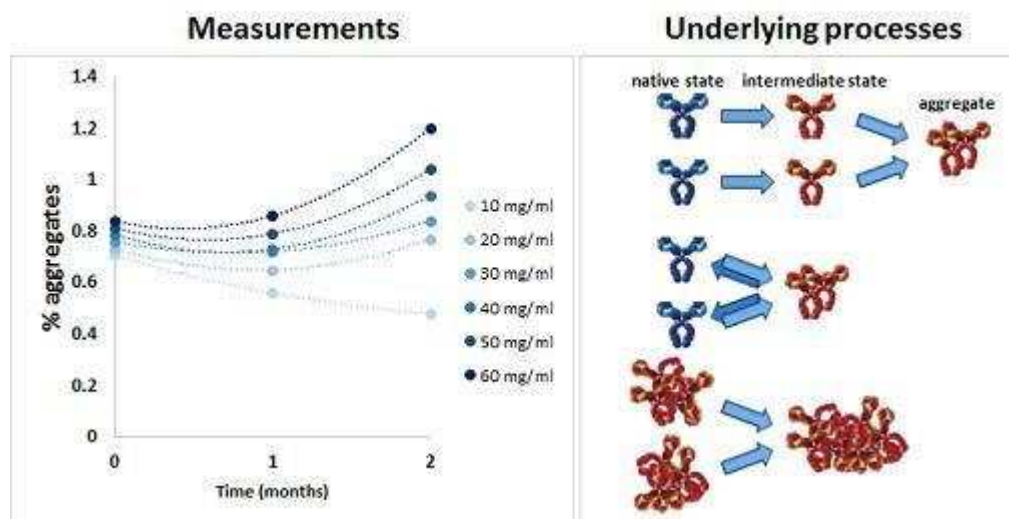 Measurements
Underlying processes
1.4
1.2
1
0.8
0.6
0.4
0.2
0
% aggregates
0 1 2
Time (months)
10 mg/ml
20 mg/ml
30 mg/ml
40 mg/ml
50 mg/ml
60 mg/ml
native state intermediate state
aggregate